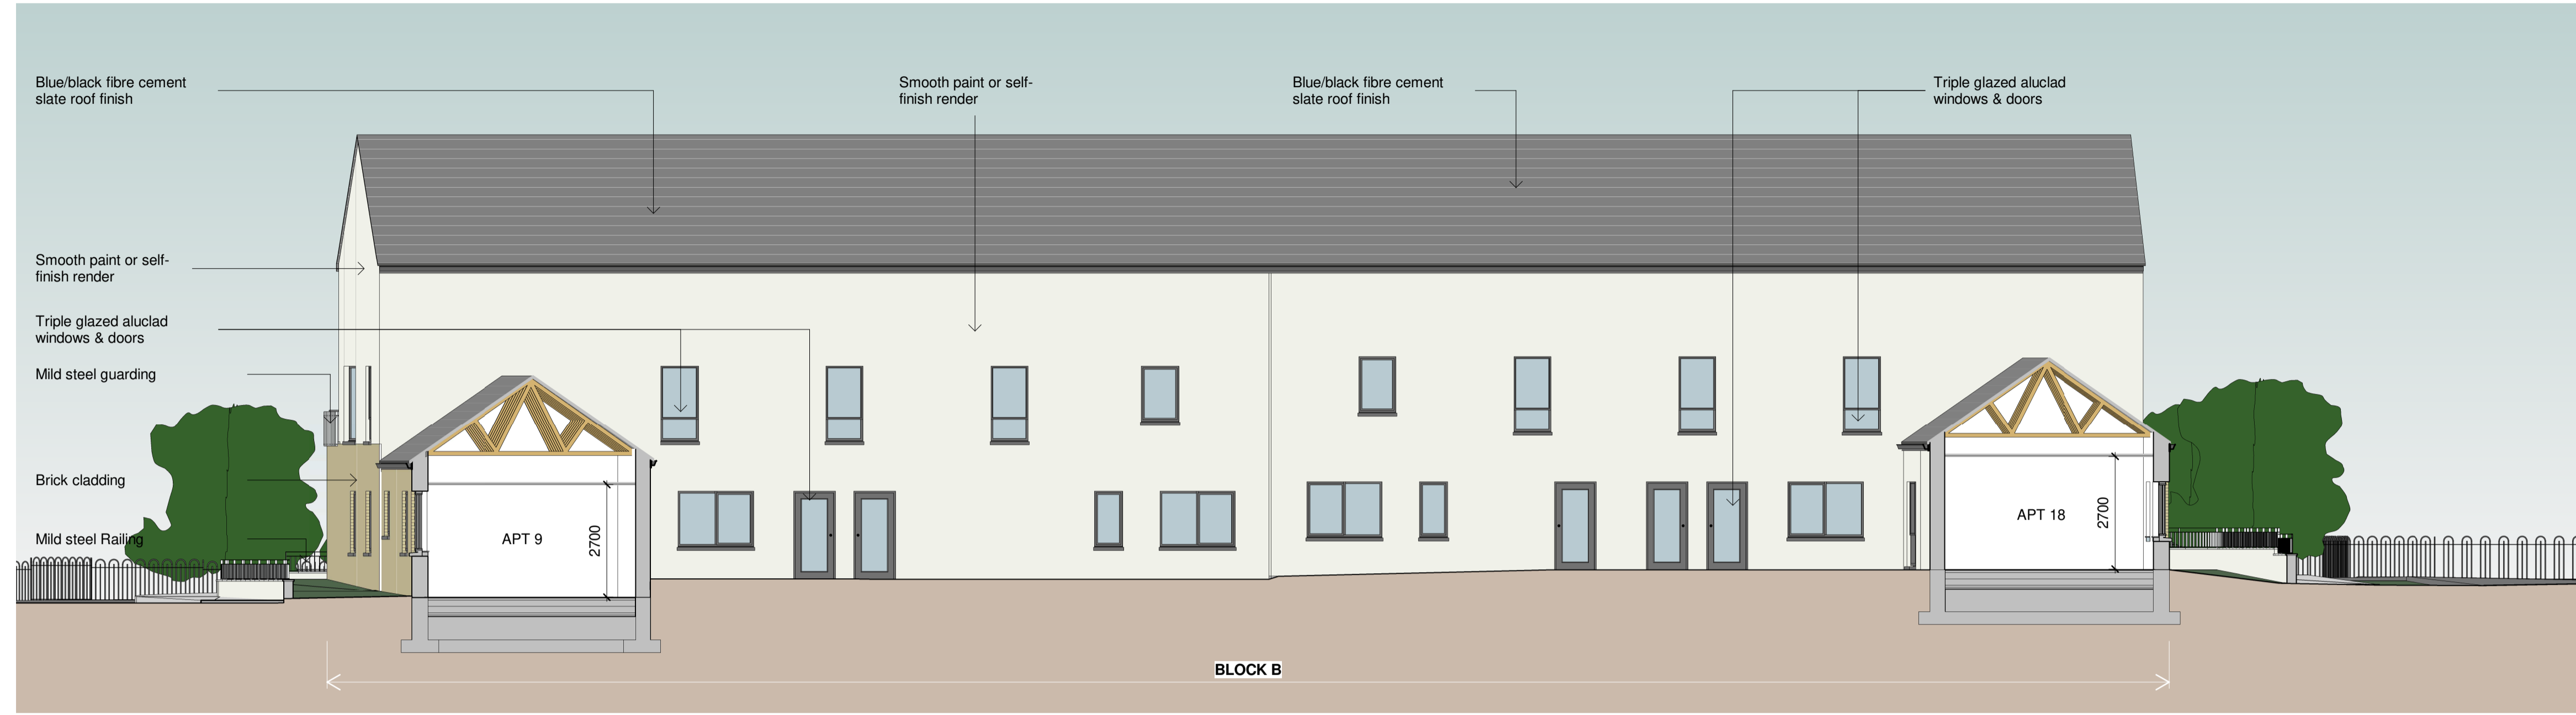 Blue/black fibre cement
slate roof finish
Smooth paint or self-
finish render
Blue/black fibre cement
slate roof finish
Triple glazed aluclad
windows & doors
Smooth paint or self-
finish render
Triple glazed aluclad
windows & doors
Mild steel guarding
Brick cladding
Mild steel Railing
APT 9
2700
APT 18
2700
BLOCK B